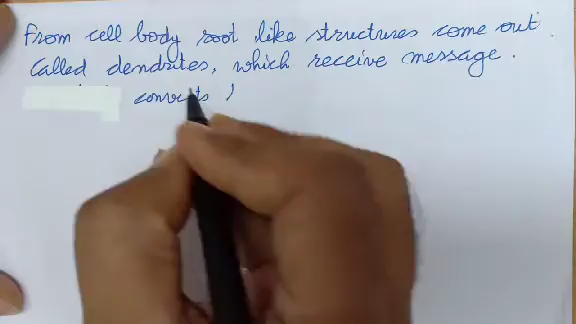 From cell body root like structures come out.
Called dendrites, which receive message.
converts